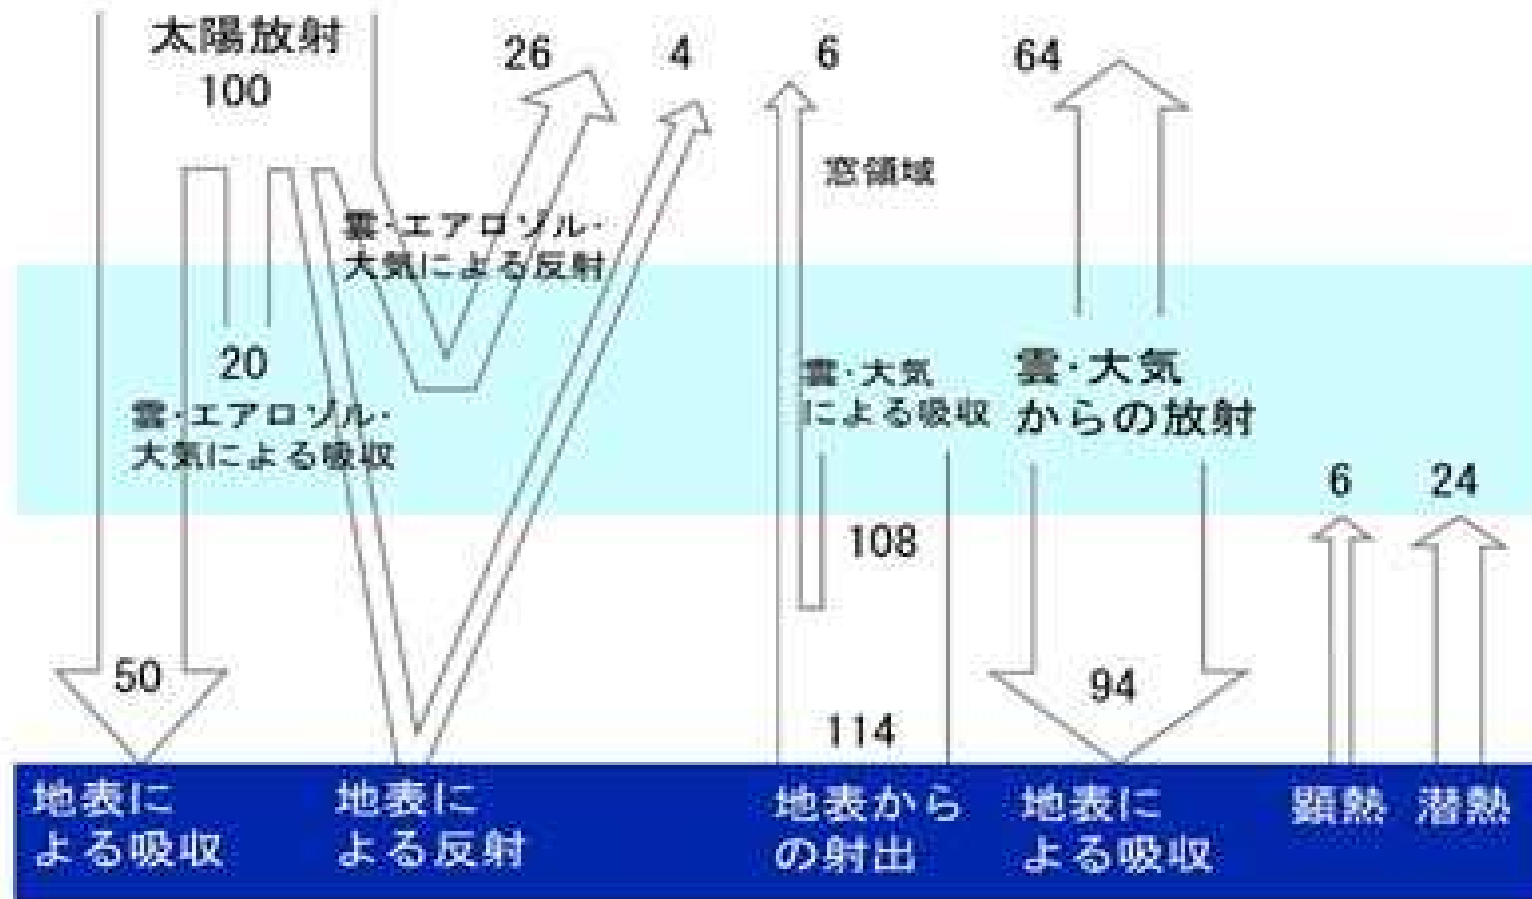 太陽放射
100
26
4
6
64
窓領域
雲・エアロゾル・
大気による反射
20
雲・エアロゾル・
大気による吸収
雲・大気
による吸収
雲・大気
からの放射
108
6
24
50
114
94
地表に
よる吸収
地表に
よる反射
地表から
の射出
地表に
よる吸収
顕熱
潜熱